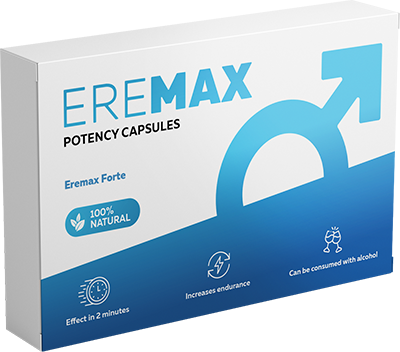 EREMAX
POTENCY CAPSULES
Eremax Forte
100%
NATURAL
Effect in 2 minutes
Increases endurance
Can be consumed with alcohol